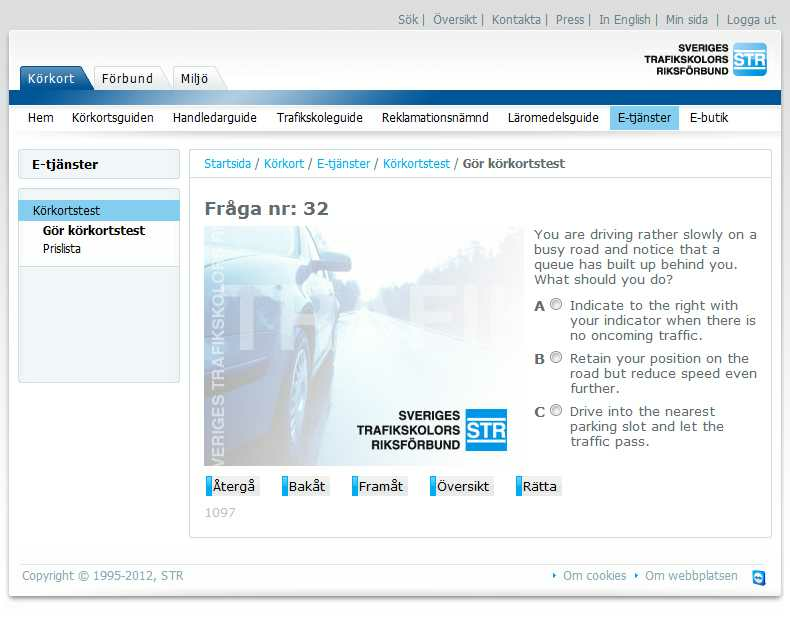 Sök | Översikt | Kontakta | Press | In English | Min sida | Logga ut
SVERIGES
TRAFIKSKOLORS
RIKSFÖRBUND
STR
Körkort Förbund Miljö
Hem Körkortsguiden Handledarguide Trafikskoleguide Reklamationsnämnd Läromedelsguide E-tjänster E-butik
E-tjänster
Körkortstest
Gör körkortstest
Prislista
Startsida / Körkort / E-tjänster / Körkortstest / Gör körkortstest
Fråga nr: 32
SVERIGES TRAFIKSKOLORS
TRAFI
SVERIGES
TRAFIKSKOLORS
RIKSFÖRBUND
STR
You are driving rather slowly on a
busy road and notice that a
queue has built up behind you.
What should you do?
A Indicate to the right with
your indicator when there is
no oncoming traffic.
B Retain your position on the
road but reduce speed even
further.
C Drive into the nearest
parking slot and let the
traffic pass.
Återgå Bakåt Framåt Översikt Rätta
1097
Copyright © 1995-2012, STR
Om cookies Om webbplatsen